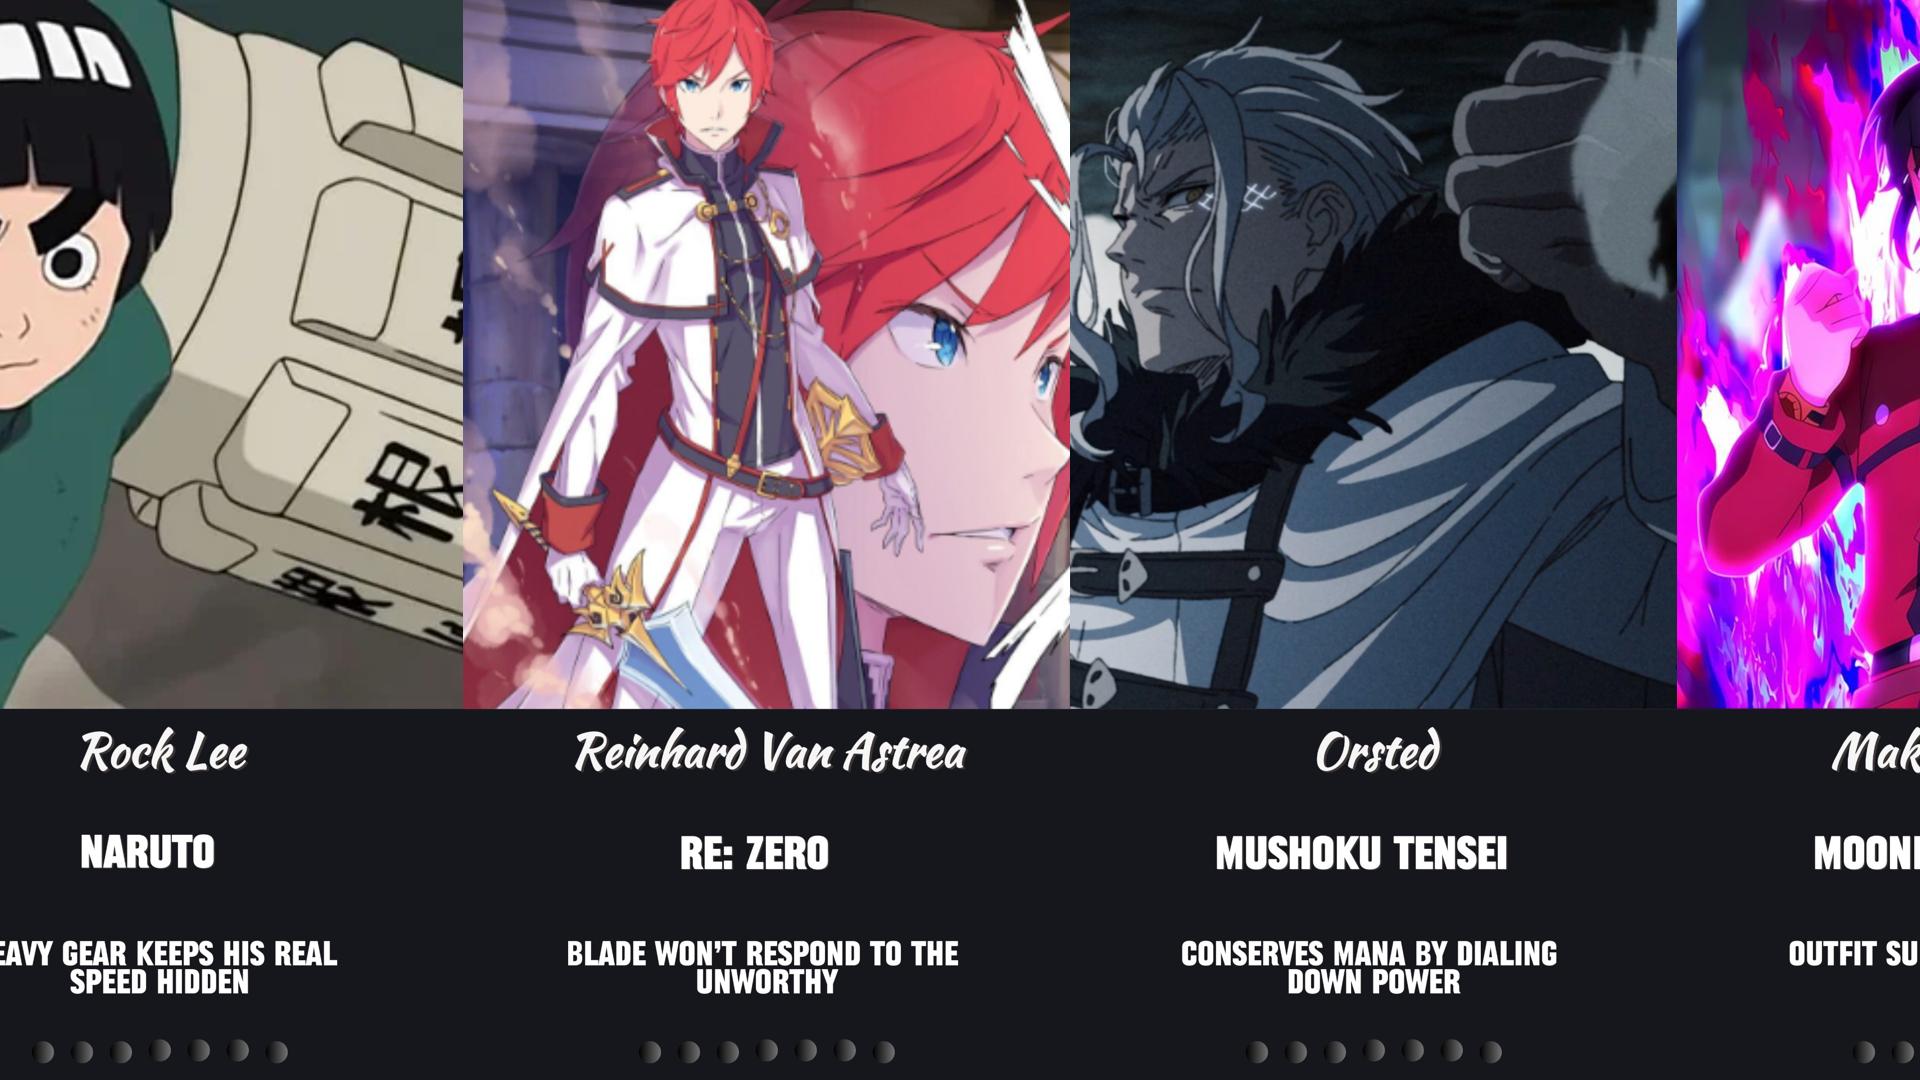 根
Rock Lee
NARUTO
EAVY GEAR KEEPS HIS REAL
SPEED HIDDEN
Reinhard Van Astrea
RE: ZERO
BLADE WON'T RESPOND TO THE
UNWORTHY
Orsted
MUSHOKU TENSEI
CONSERVES MANA BY DIALING
DOWN POWER
Mak
MOON
OUTFIT SU